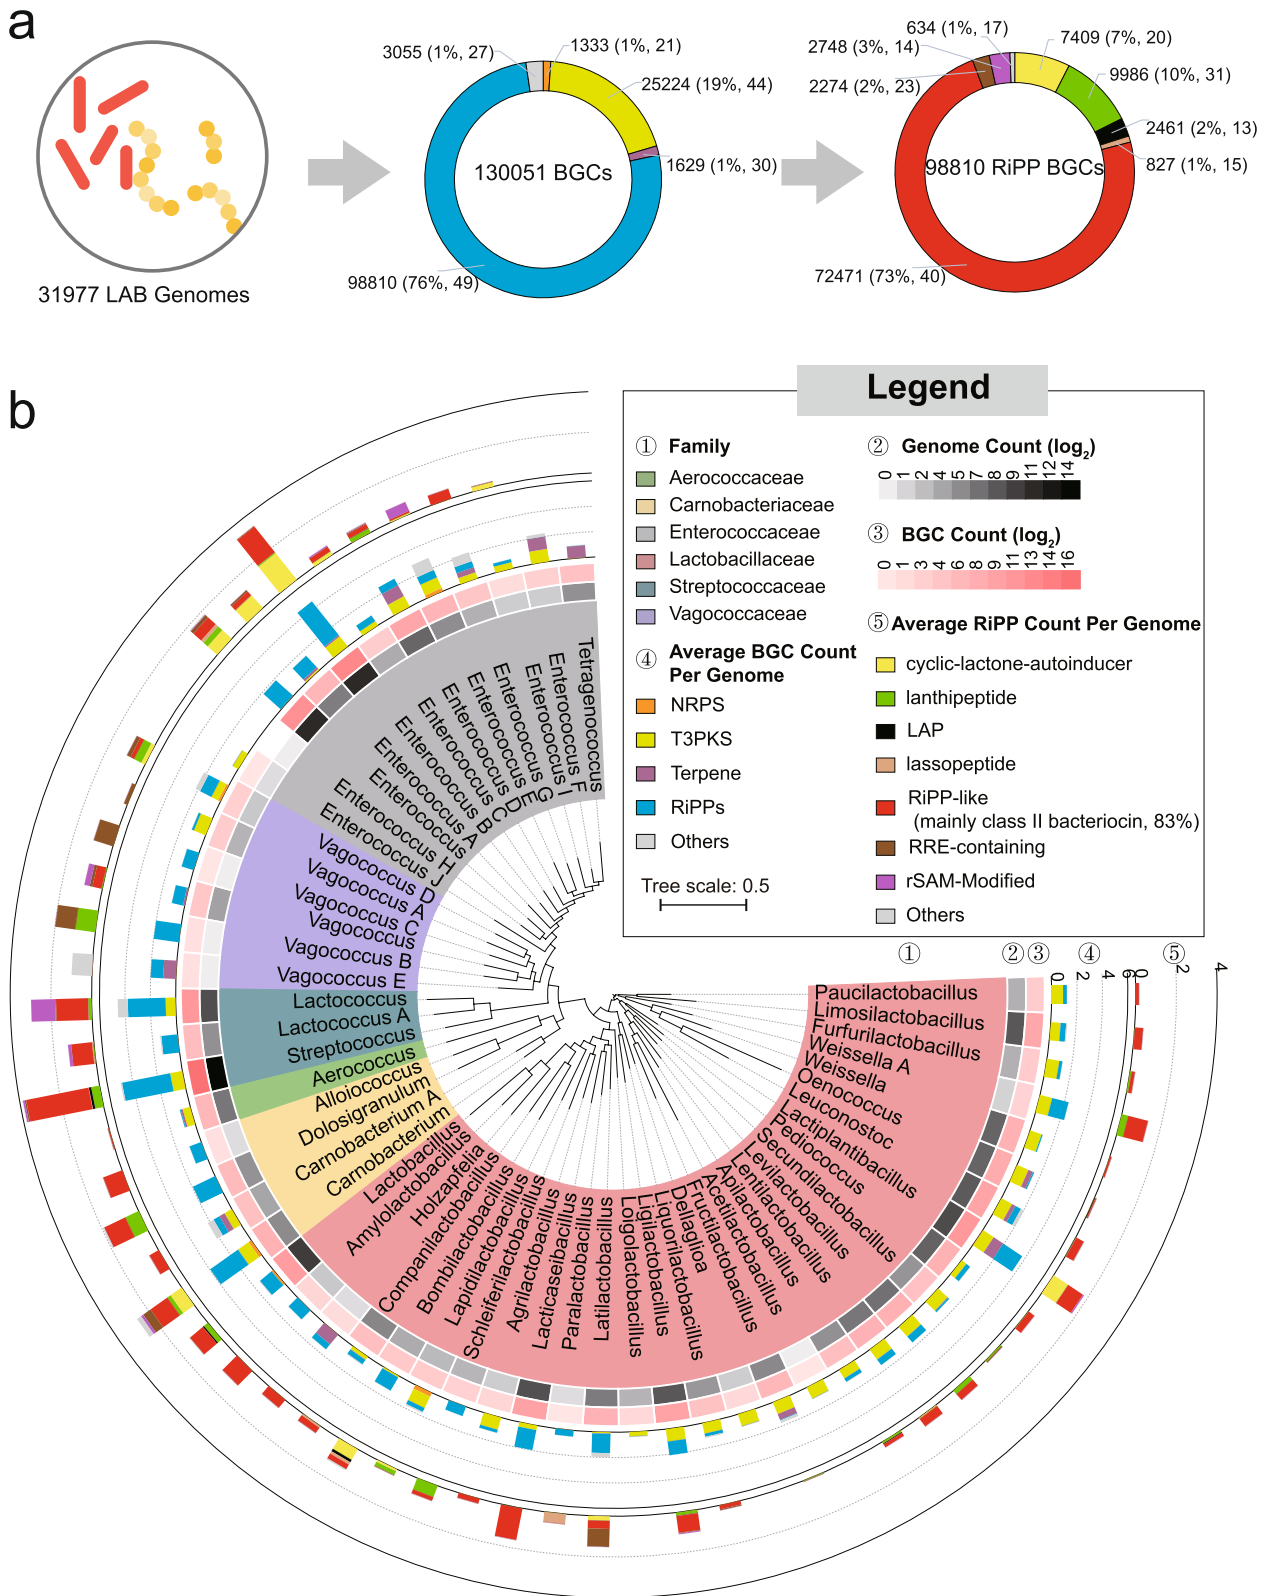 a
31977 LAB Genomes
3055 (1%, 27)
1333 (1%, 21)
25224 (19%, 44)
1629 (1%, 30)
98810 (76%, 49)
130051 BGCs
634 (1%, 17)
7409 (7%, 20)
2748 (3%, 14)
9986 (10%, 31)
2274 (2%, 23)
2461 (2%, 13)
827 (1%, 15)
72471 (73%, 40)
98810 RiPP BGCs
b
Legend
① Family
Aerococcaceae
Carnobacteriaceae
Enterococcaceae
Lactobacillaceae
Streptococcaceae
Vagococcaceae
② Genome Count (log2)
0 1 2 4 5 7 8 9 11 12 14
③ BGC Count (log2)
0 1 3 4 6 8 9 11 13 14 16
④ Average BGC Count
Per Genome
NRPS
T3PKS
Terpene
RiPPs
Others
Tree scale: 0.5
⑤ Average RiPP Count Per Genome
cyclic-lactone-autoinducer
lanthipeptide
LAP
lassopeptide
RiPP-like
(mainly class II bacteriocin, 83%)
RRE-containing
rSAM-Modified
Others
① ② ③ ④ ⑤
0 2 4 6 0 2 4
Tetragenococcus
Enterococcus F
Enterococcus I
Enterococcus G
Enterococcus E
Enterococcus D
Enterococcus C
Enterococcus B
Enterococcus A
Enterococcus
Enterococcus H
Enterococcus J
Vagococcus D
Vagococcus A
Vagococcus C
Vagococcus
Vagococcus B
Vagococcus E
Lactococcus
Lactococcus A
Streptococcus
Aerococcus
Alloiococcus
Dolosigranulum
Carnobacterium A
Carnobacterium
Lactobacillus
Amylolactobacillus
Holzapfelia
Companilactobacillus
Bombilactobacillus
Lapidilactobacillus
Schleiferilactobacillus
Agrilactobacillus
Lacticaseibacillus
Paralactobacillus
Latilactobacillus
Loigolactobacillus
Ligilactobacillus
Liquorilactobacillus
Dellaglioa
Fructilactobacillus
Acetilactobacillus
Apilactobacillus
Lentilactobacillus
Levilactobacillus
Secundilactobacillus
Pediococcus
Lactiplantibacillus
Leuconostoc
Oenococcus
Weissella
Weissella A
Furfurilactobacillus
Limosilactobacillus
Paucilactobacillus